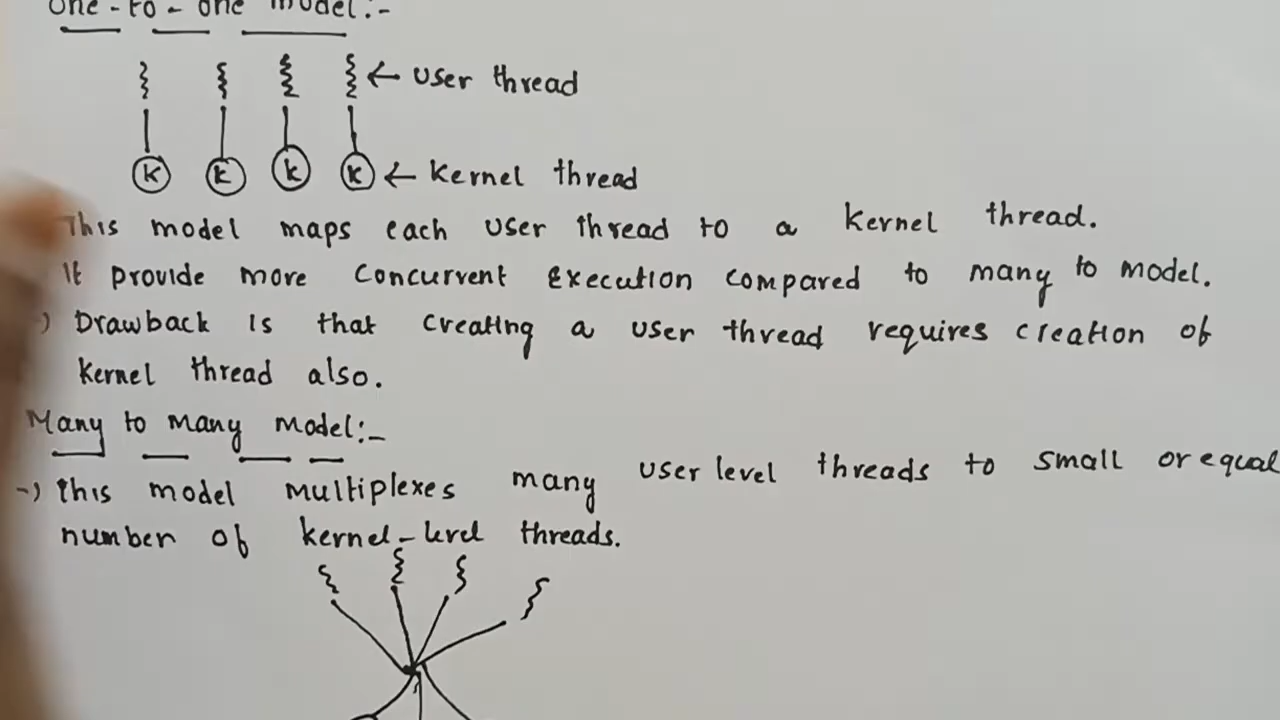 One - to - one model:-
← user thread
k k k k ← kernel thread
This model maps each user thread to a kernel thread.
It provide more concurrent execution compared to many to model.
-) Drawback is that creating a user thread requires creation of
kernel thread also.
Many to many model:-
-) this model multiplexes many user level threads to small or equal
number of kernel-level threads.